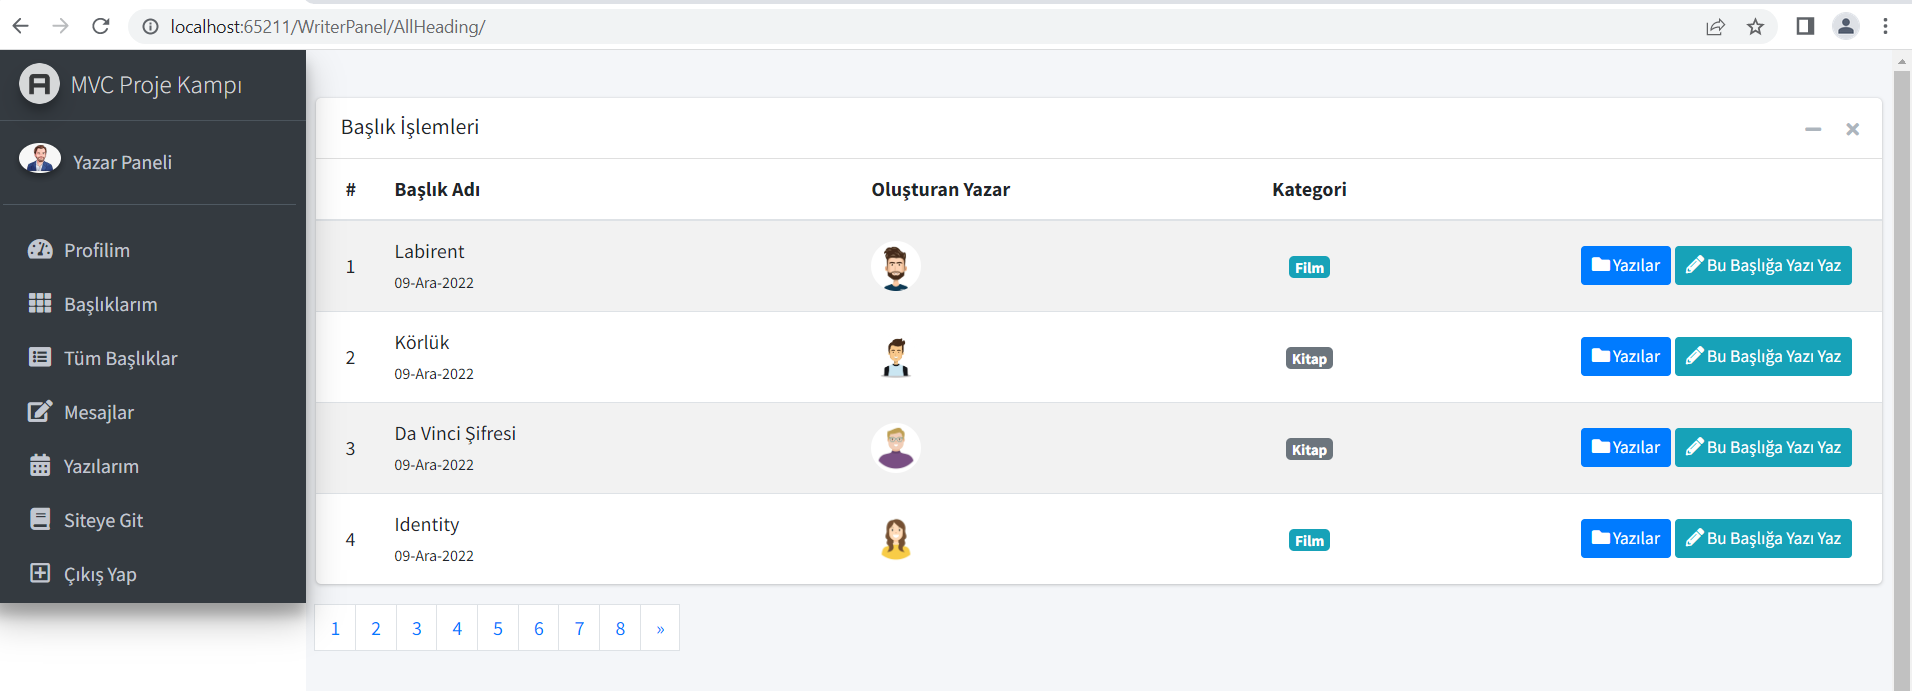 localhost:65211/WriterPanel/AllHeading/
MVC Proje Kampı
Yazar Paneli
Profilim
Başlıklarım
Tüm Başlıklar
Mesajlar
Yazılarım
Siteye Git
Çıkış Yap
Başlık İşlemleri
# Başlık Adı Oluşturan Yazar Kategori
1 Labirent 09-Ara-2022 Film Yazılar Bu Başlığa Yazı Yaz
2 Körlük 09-Ara-2022 Kitap Yazılar Bu Başlığa Yazı Yaz
3 Da Vinci Şifresi 09-Ara-2022 Kitap Yazılar Bu Başlığa Yazı Yaz
4 Identity 09-Ara-2022 Film Yazılar Bu Başlığa Yazı Yaz
1 2 3 4 5 6 7 8 »